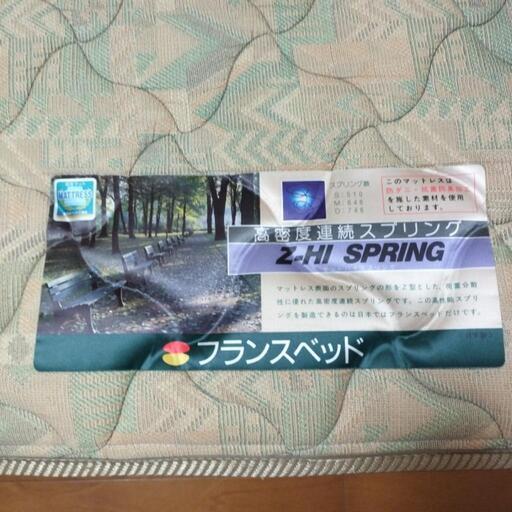 MATTRESS
スプリング数
S:510
M:646
D:748
このマットレスは
防ダニ・抗菌防臭加工
を施した素材を使用
しております。
高密度連続スプリング
Z-HI SPRING
マットレス表面のスプリングの形をZ型とした、荷重分散
性に優れた高密度連続スプリングです。この高性能スプリ
ングを製造できるのは日本ではフランスベッドだけです。
フランスベッド